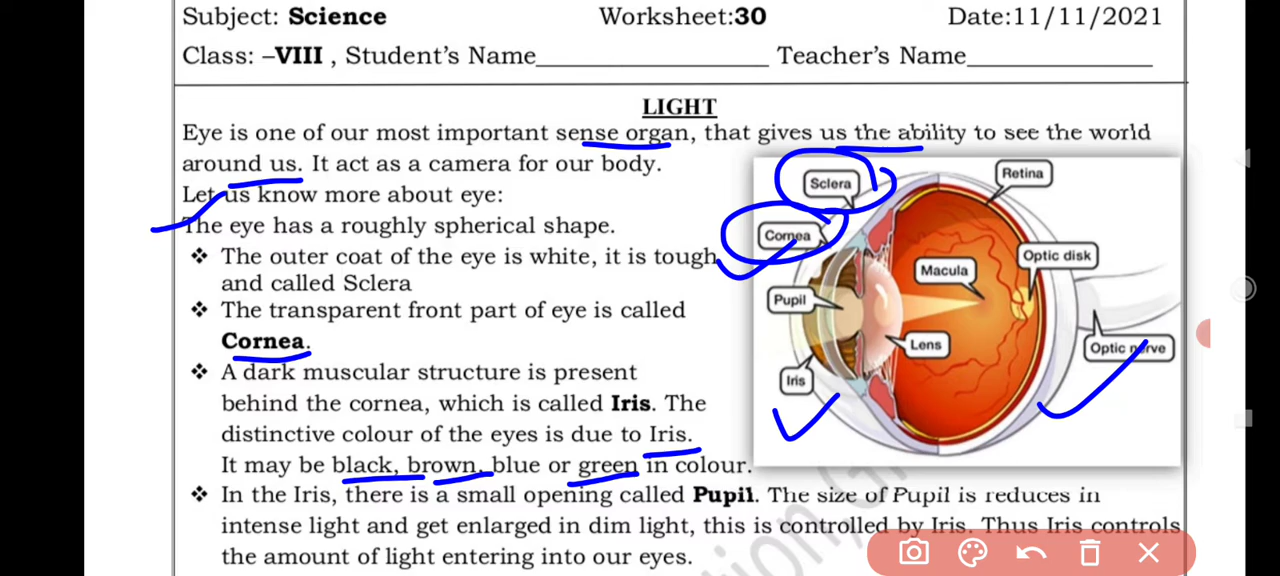 Subject: Science Worksheet:30 Date:11/11/2021
Class: –VIII , Student's Name__________________ Teacher's Name______________
LIGHT
Eye is one of our most important sense organ, that gives us the ability to see the world
around us. It act as a camera for our body.
Let us know more about eye:
The eye has a roughly spherical shape.
❖ The outer coat of the eye is white, it is tough
and called Sclera
❖ The transparent front part of eye is called
Cornea.
❖ A dark muscular structure is present
behind the cornea, which is called Iris. The
distinctive colour of the eyes is due to Iris.
It may be black, brown, blue or green in colour.
❖ In the Iris, there is a small opening called Pupil. The size of Pupil is reduces in
intense light and get enlarged in dim light, this is controlled by Iris. Thus Iris controls
the amount of light entering into our eyes.
Sclera
Retina
Cornea
Optic disk
Macula
Pupil
Lens
Optic nerve
Iris